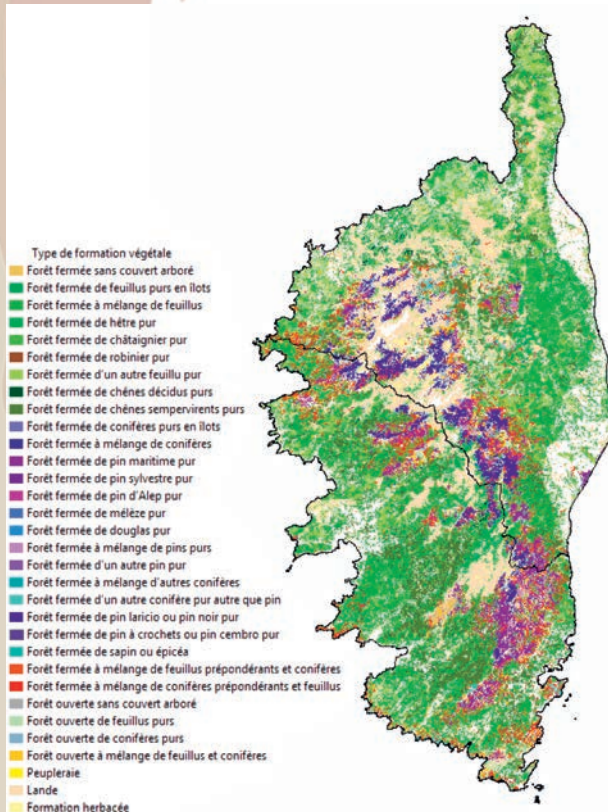 Type de formation végétale
Forêt fermée sans couvert arboré
Forêt fermée de feuillus purs en îlots
Forêt fermée à mélange de feuillus
Forêt fermée de hêtre pur
Forêt fermée de châtaignier pur
Forêt fermée de robinier pur
Forêt fermée d'un autre feuillu pur
Forêt fermée de chênes décidus purs
Forêt fermée de chênes sempervirents purs
Forêt fermée de conifères purs en îlots
Forêt fermée à mélange de conifères
Forêt fermée de pin maritime pur
Forêt fermée de pin sylvestre pur
Forêt fermée de pin d'Alep pur
Forêt fermée de mélèze pur
Forêt fermée de douglas pur
Forêt fermée à mélange de pins purs
Forêt fermée d'un autre pin pur
Forêt fermée à mélange d'autres conifères
Forêt fermée d'un autre conifère pur autre que pin
Forêt fermée de pin laricio ou pin noir pur
Forêt fermée de pin à crochets ou pin cembro pur
Forêt fermée de sapin ou épicéa
Forêt fermée à mélange de feuillus prépondérants et conifères
Forêt fermée à mélange de conifères prépondérants et feuillus
Forêt ouverte sans couvert arboré
Forêt ouverte de feuillus purs
Forêt ouverte de conifères purs
Forêt ouverte à mélange de feuillus et conifères
Peupleraie
Lande
Formation herbacée